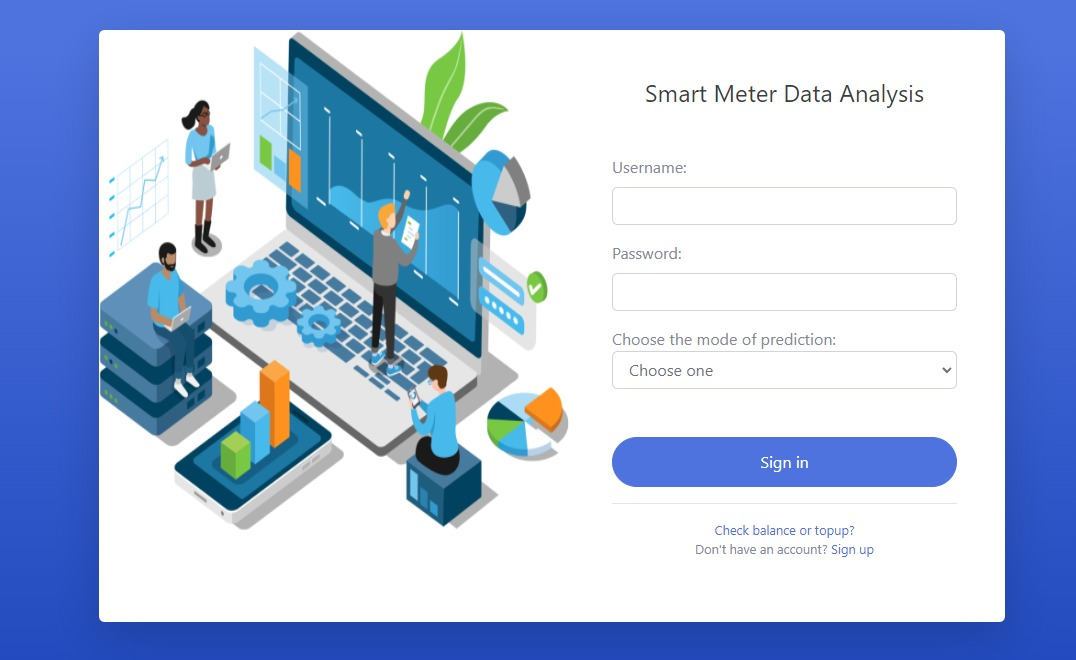 Smart Meter Data Analysis
Username:
Password:
Choose the mode of prediction:
Choose one
Sign in
Check balance or topup?
Don't have an account? Sign up